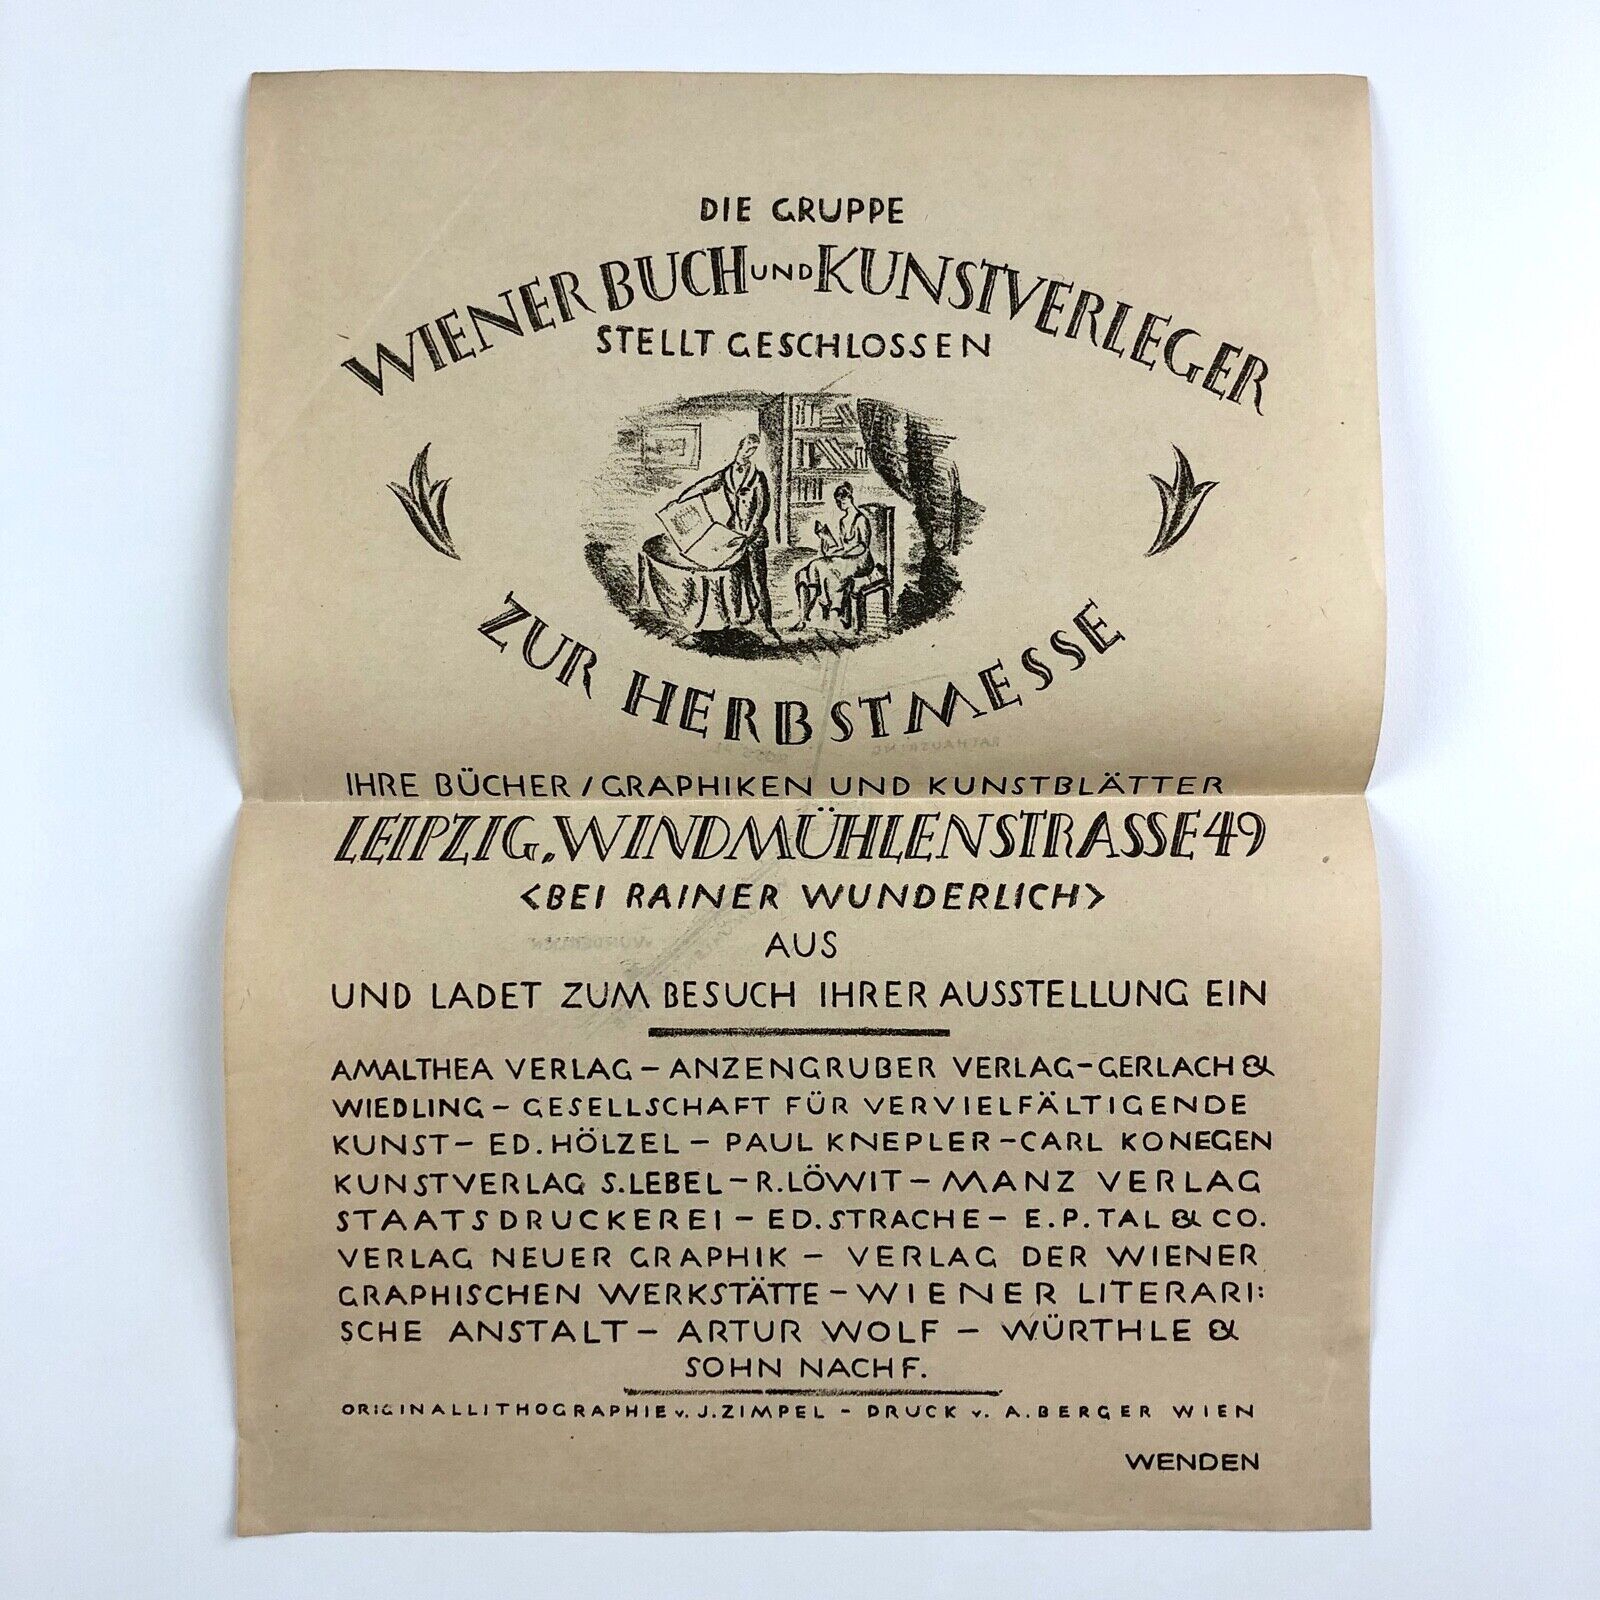 DIE GRUPPE
WIENER BUCH UND KUNSTVERLEGER
STELLT GESCHLOSSEN
ZUR HERBSTMESSE
IHRE BÜCHER / GRAPHIKEN UND KUNSTBLÄTTER
LEIPZIG, WINDMÜHLENSTRASSE 49
<BEI RAINER WUNDERLICH>
AUS
UND LADET ZUM BESUCH IHRER AUSSTELLUNG EIN
AMALTHEA VERLAG – ANZENGRUBER VERLAG – GERLACH &
WIEDLING – GESELLSCHAFT FÜR VERVIELFÄLTIGENDE
KUNST – ED. HÖLZEL – PAUL KNEPLER – CARL KONEGEN
KUNSTVERLAG S. LEBEL – R. LÖWIT – MANZ VERLAG
STAATSDRUCKEREI – ED. STRACHE – E. P. TAL & CO.
VERLAG NEUER GRAPHIK – VERLAG DER WIENER
GRAPHISCHEN WERKSTÄTTE – WIENER LITERARI:
SCHE ANSTALT – ARTUR WOLF – WÜRTHLE &
SOHN NACHF.
ORIGINALLITHOGRAPHIE v. J. ZIMPEL – DRUCK v. A. BERGER WIEN
WENDEN